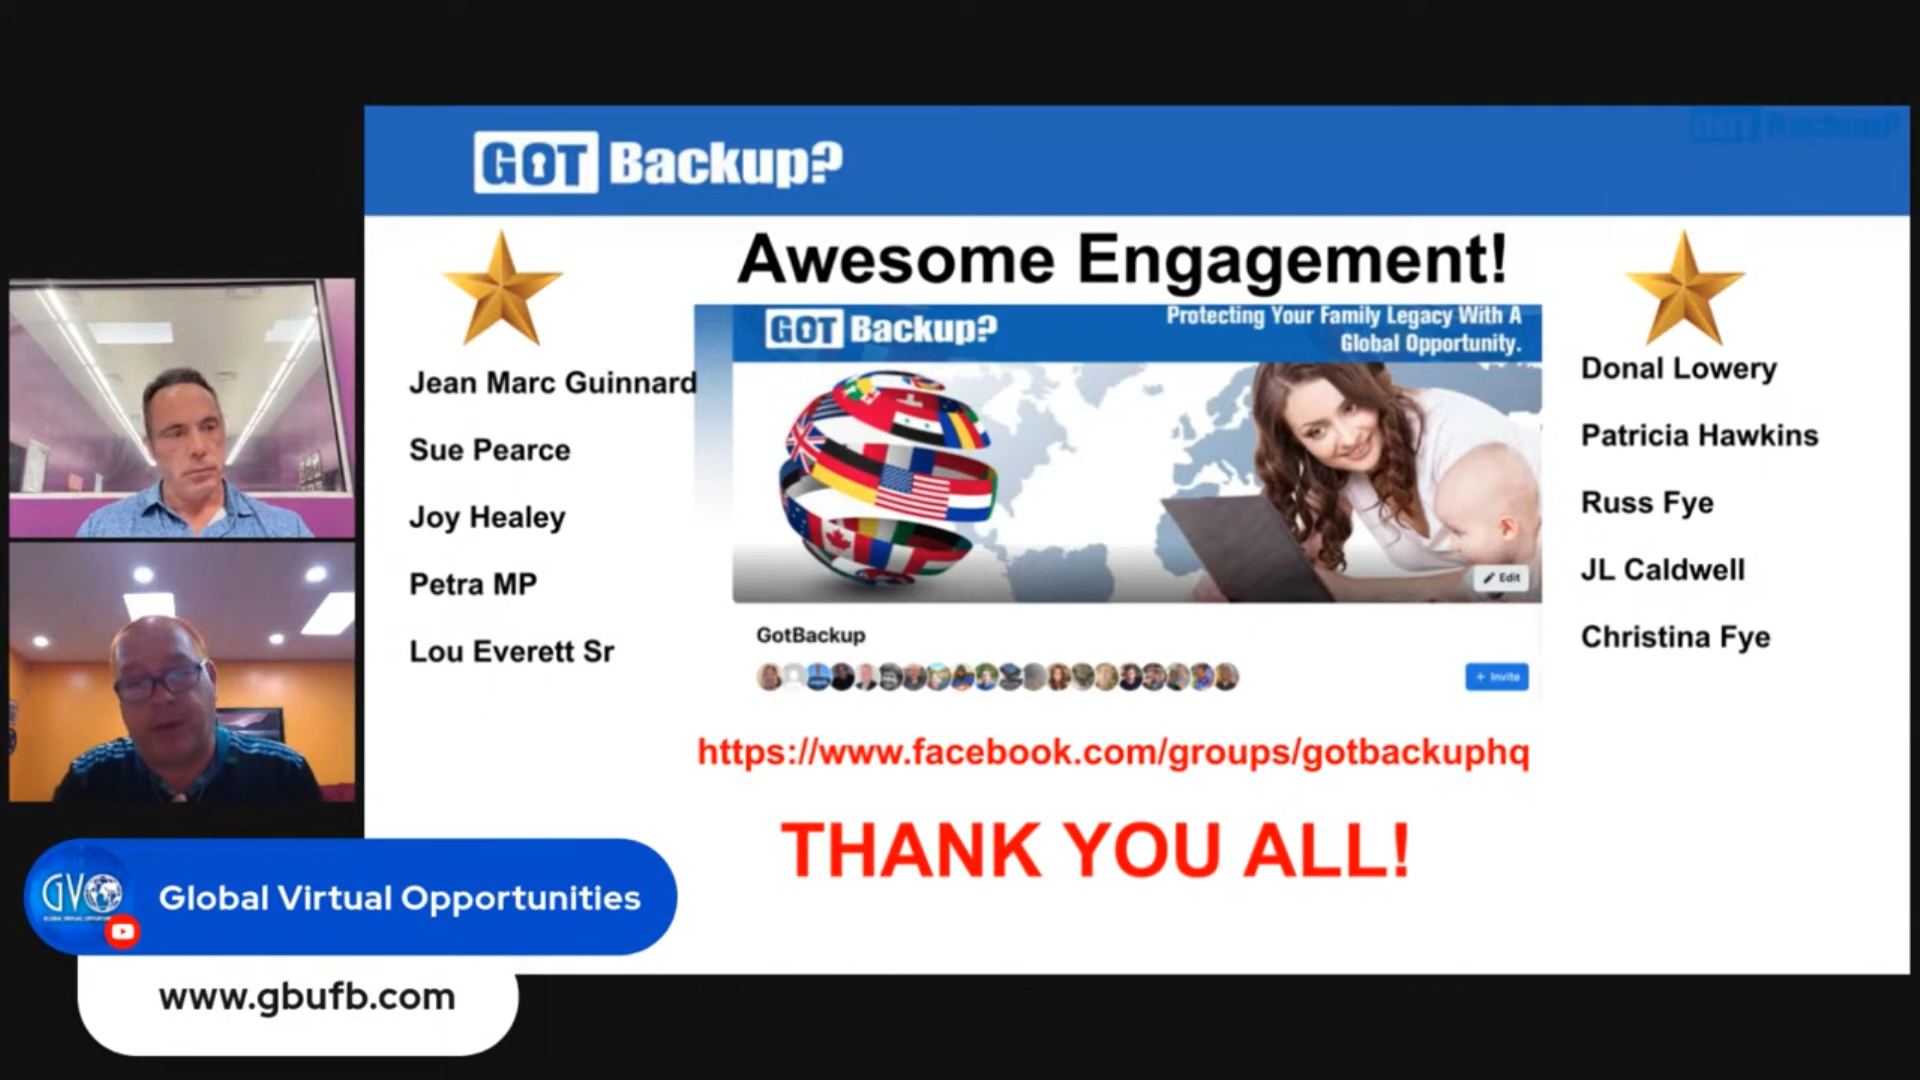 GOT Backup?
GOT Backup?
Awesome Engagement!
GOT Backup?
Protecting Your Family Legacy With A
Global Opportunity.
Jean Marc Guinnard
Sue Pearce
Joy Healey
Petra MP
Lou Everett Sr
Donal Lowery
Patricia Hawkins
Russ Fye
JL Caldwell
Christina Fye
Edit
GotBackup
+ Invite
https://www.facebook.com/groups/gotbackuphq
THANK YOU ALL!
GVO
Global Virtual Opportunities
www.gbufb.com